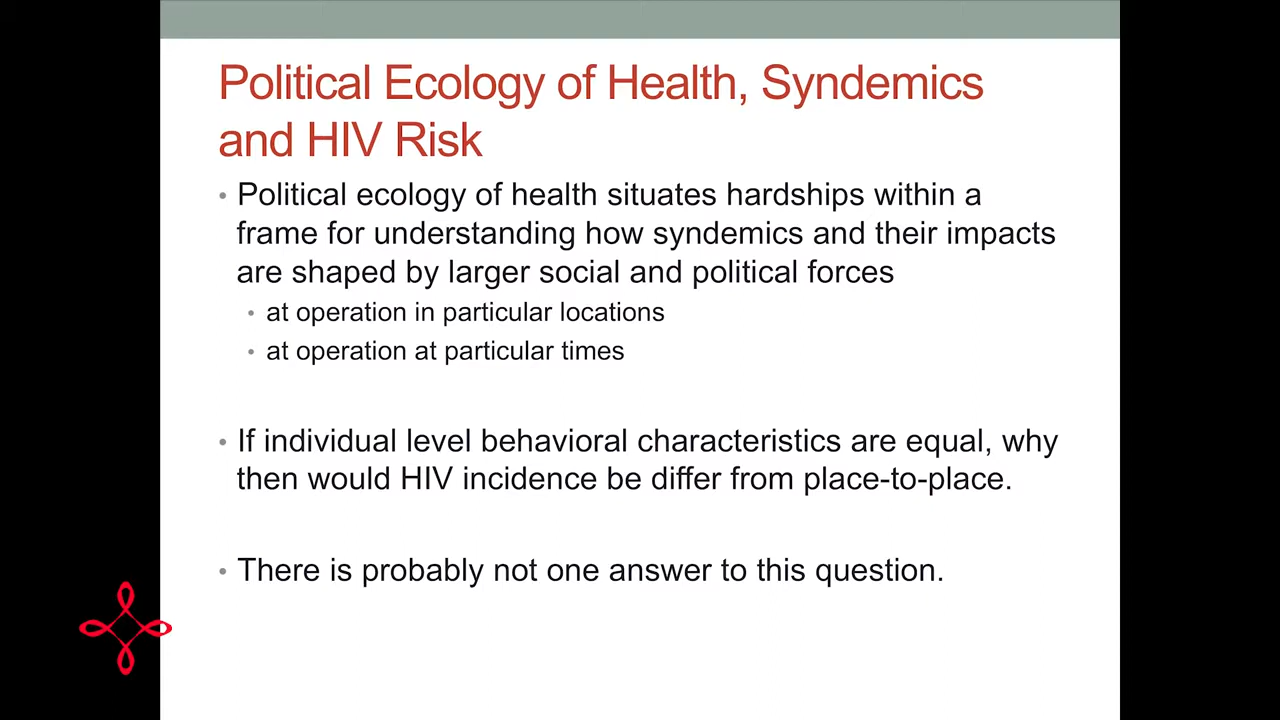 Political Ecology of Health, Syndemics
and HIV Risk
• Political ecology of health situates hardships within a
frame for understanding how syndemics and their impacts
are shaped by larger social and political forces
• at operation in particular locations
• at operation at particular times
• If individual level behavioral characteristics are equal, why
then would HIV incidence be differ from place-to-place.
• There is probably not one answer to this question.